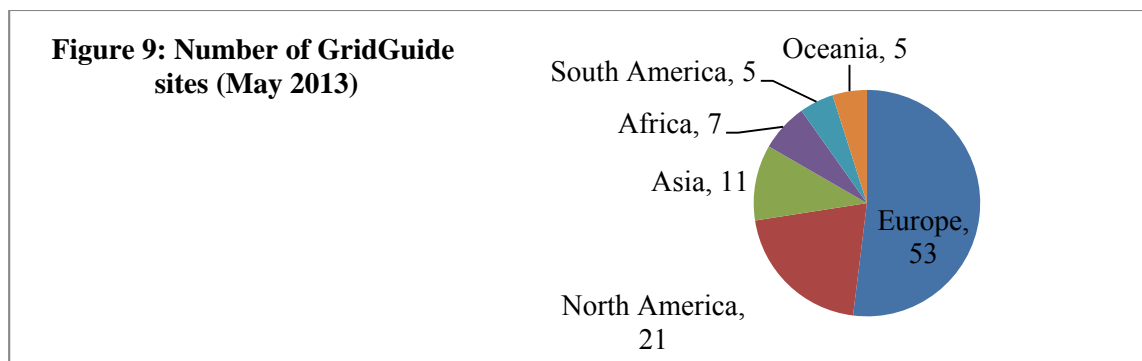 Figure 9: Number of GridGuide
sites (May 2013)
Oceania, 5
South America, 5
Africa, 7
Asia, 11
Europe,
53
North America,
21